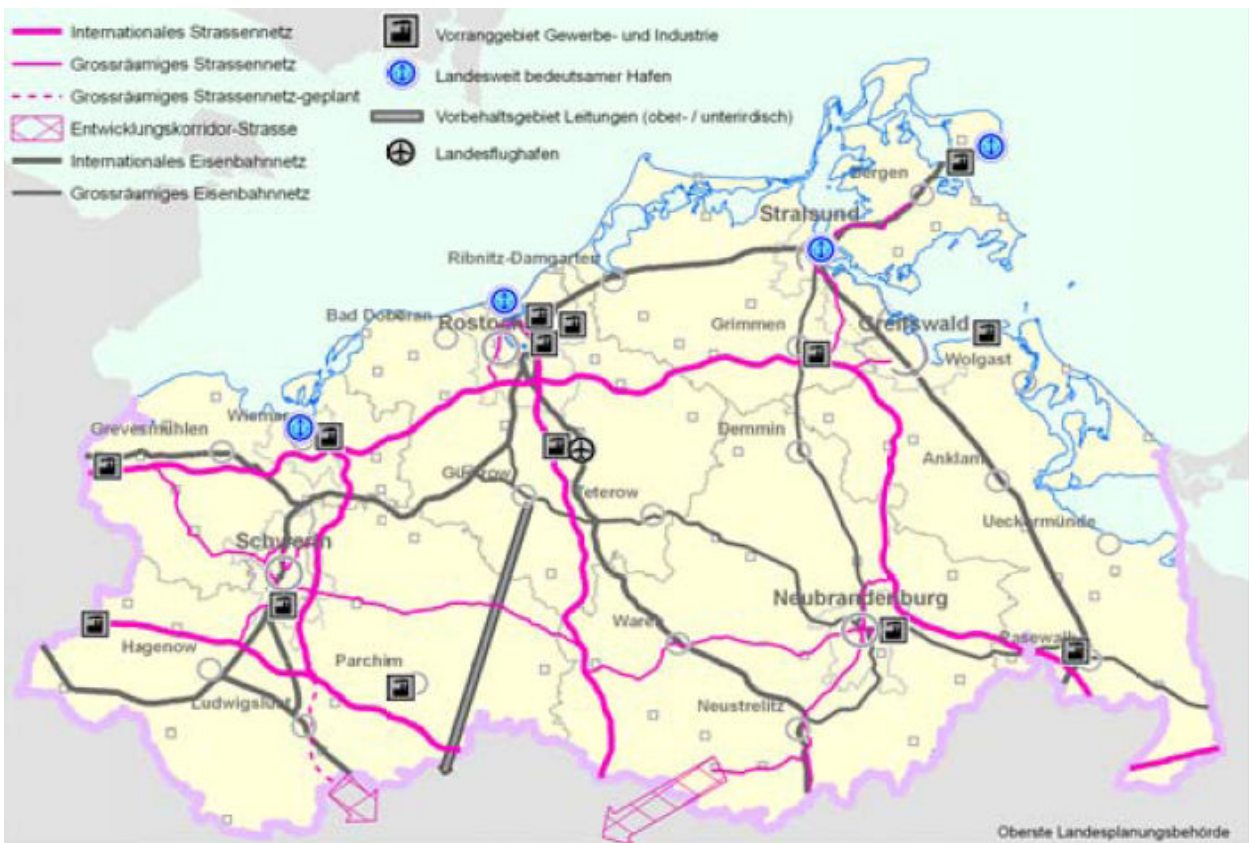 Internationales Strassennetz
Grossräumiges Strassennetz
Grossräumiges Strassennetz-geplant
Entwicklungskorridor-Strasse
Internationales Eisenbahnnetz
Grossräumiges Eisenbahnnetz
Vorranggebiet Gewerbe- und Industrie
Landesweit bedeutsamer Hafen
Vorbehaltsgebiet Leitungen (ober- / unterirdisch)
Landesflughafen
Bergen
Stralsund
Ribnitz-Damgarten
Bad Doberan
Rostock
Grimmen
Greifswald
Wolgast
Wismar
Grevesmühlen
Demmin
Anklam
Güstrow
Teterow
Ueckermünde
Schwerin
Neubrandenburg
Waren
Pasewalk
Hagenow
Parchim
Ludwigslust
Neustrelitz
Oberste Landesplanungsbehörde